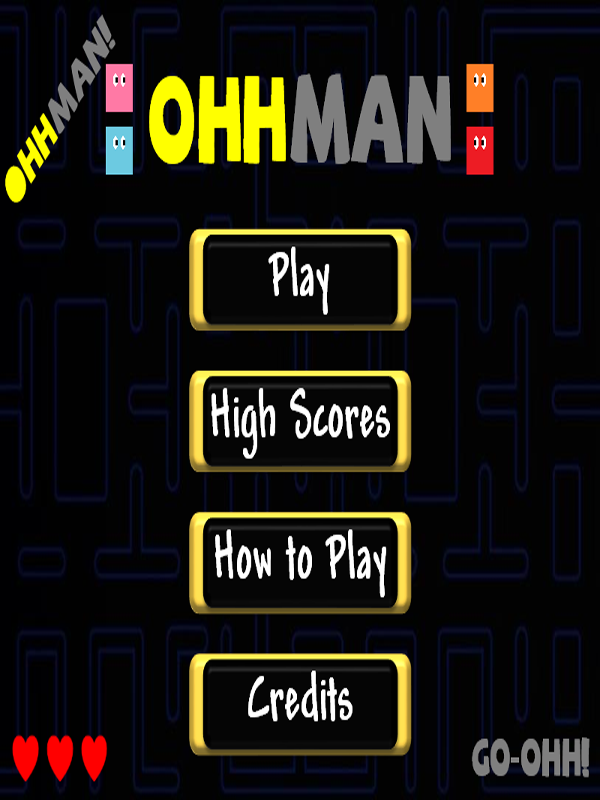 OHHMAN!
OHHMAN
Play
High Scores
How to Play
Credits
GO-OHH!